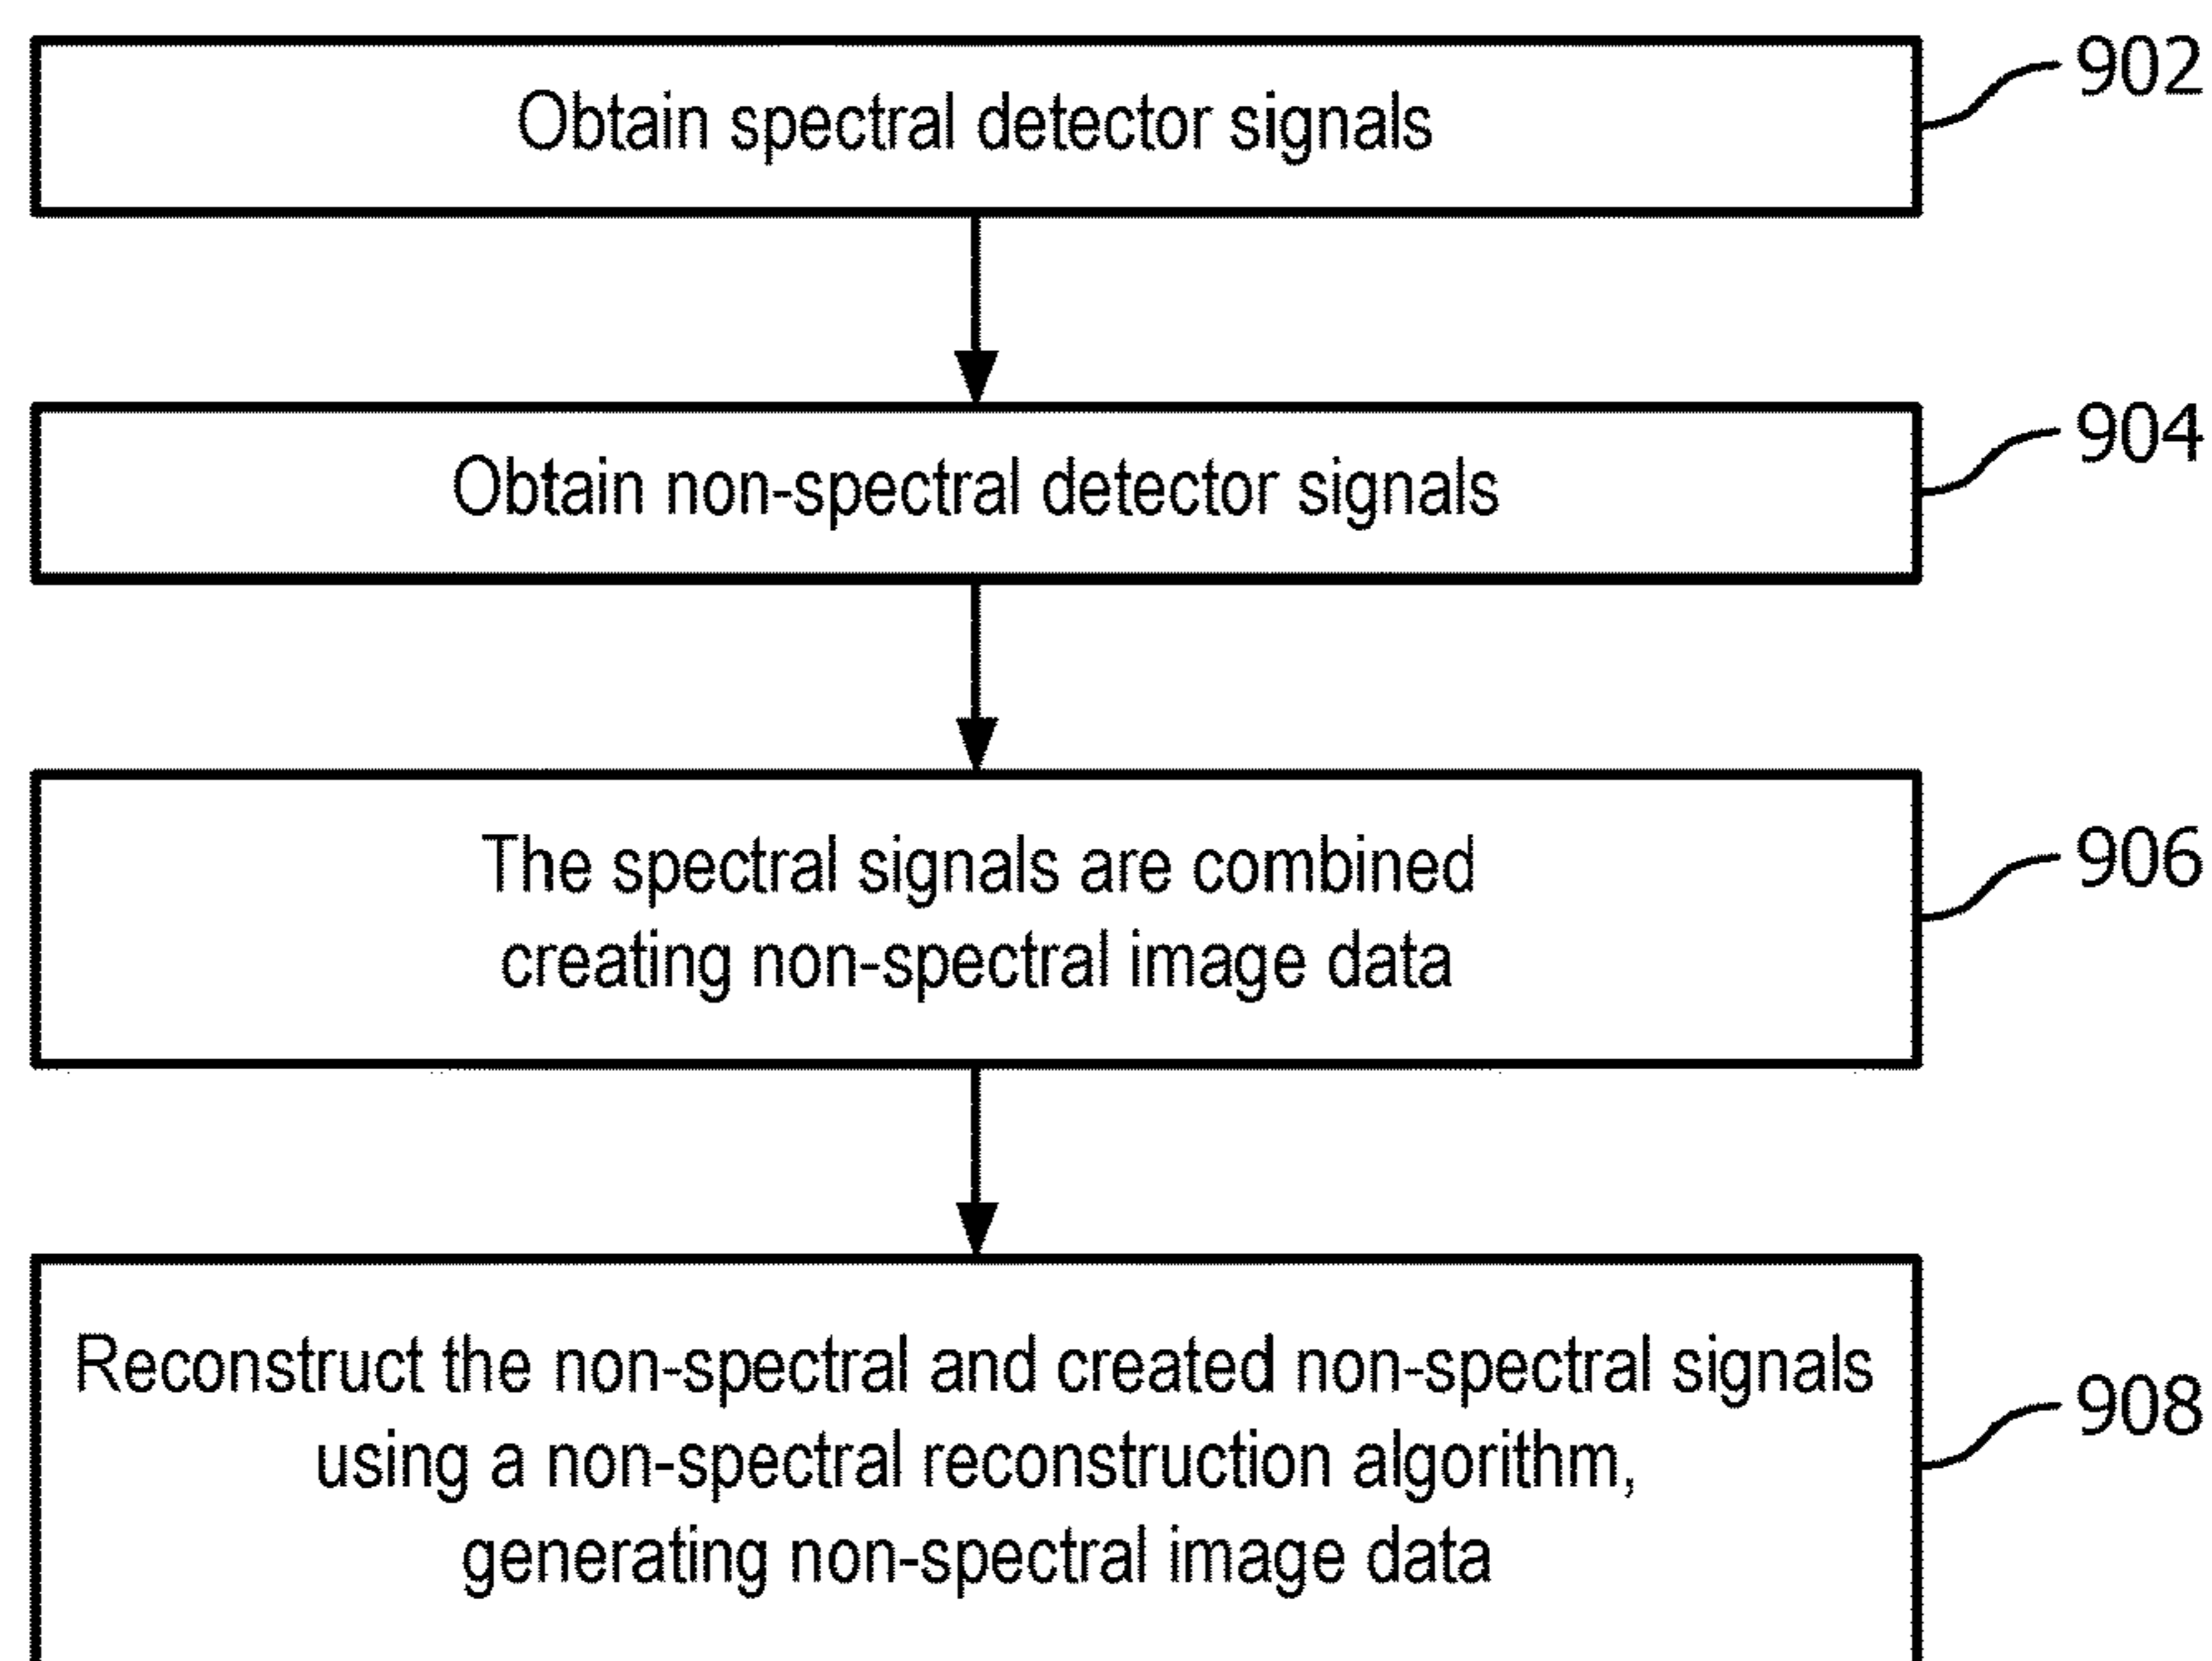 Obtain spectral detector signals
902
Obtain non-spectral detector signals
904
The spectral signals are combined
creating non-spectral image data
906
Reconstruct the non-spectral and created non-spectral signals
using a non-spectral reconstruction algorithm,
generating non-spectral image data
908